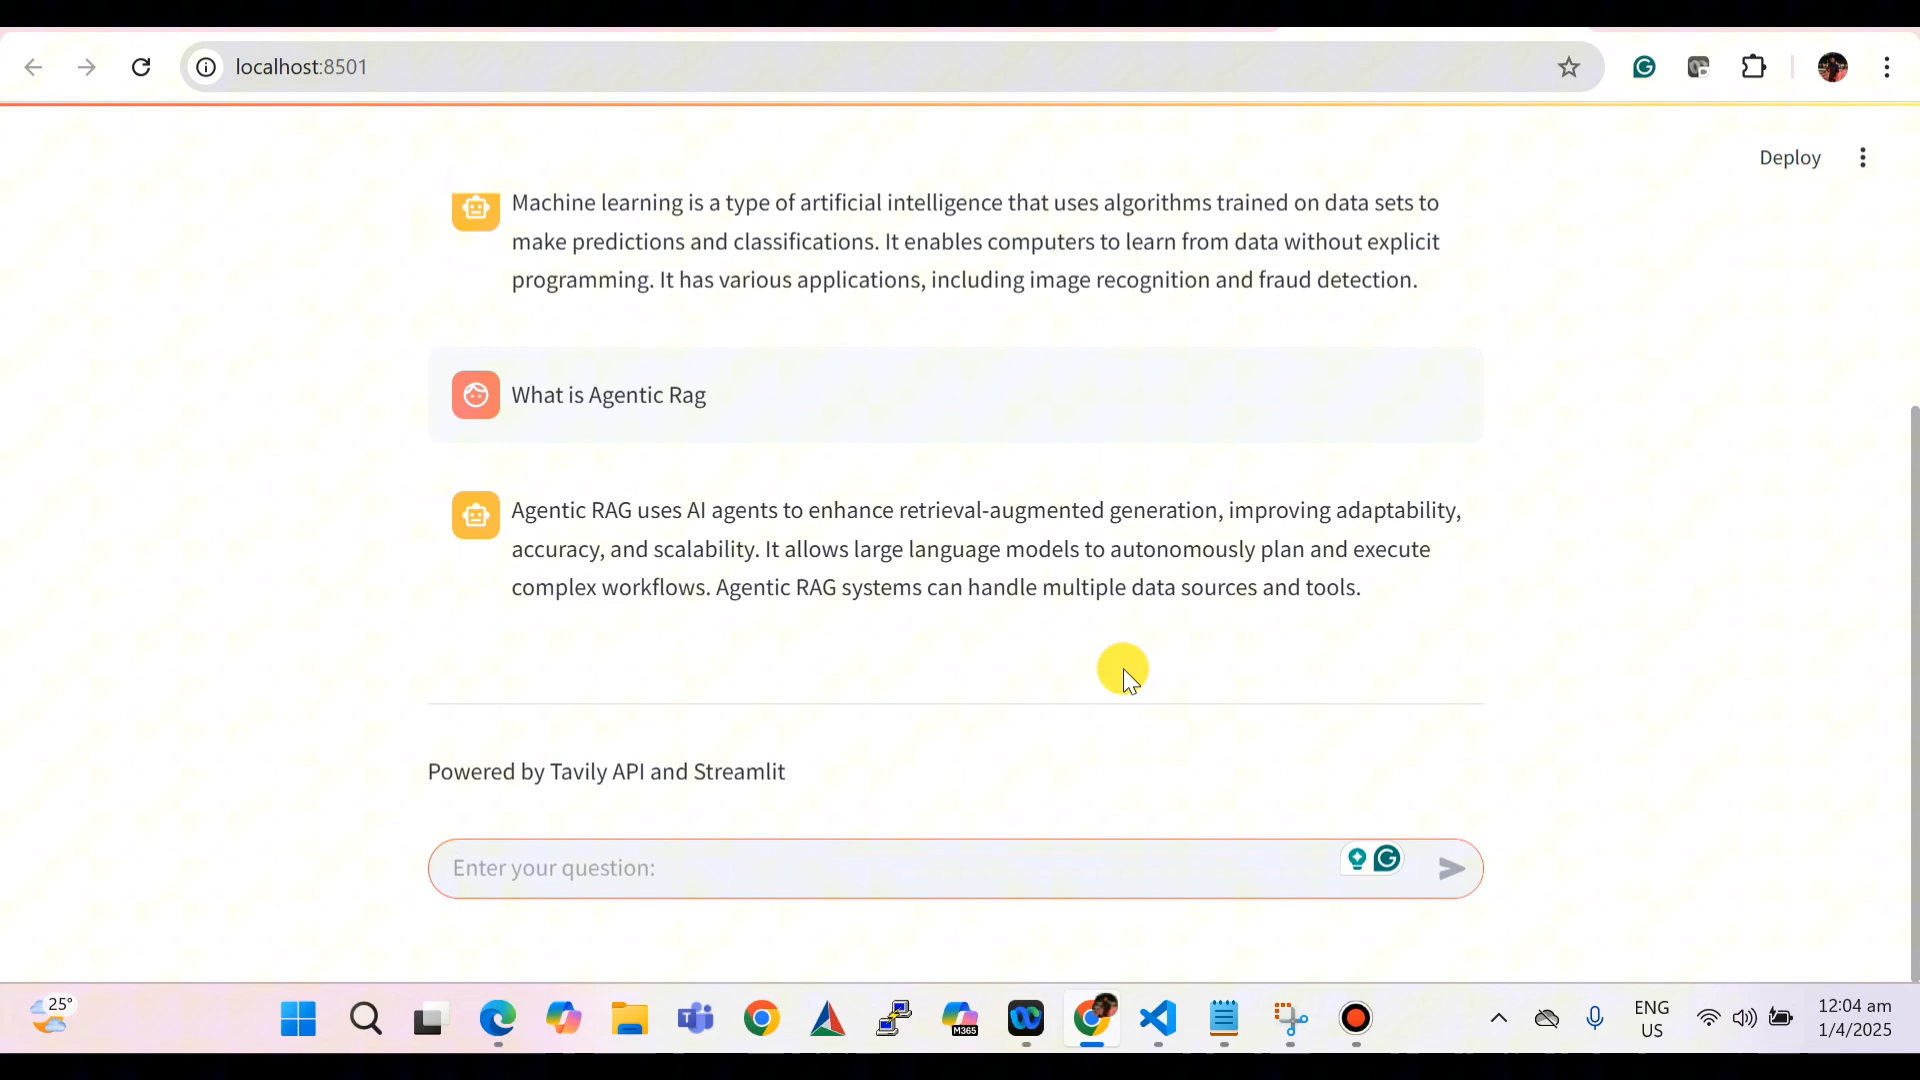 localhost:8501
Deploy
Machine learning is a type of artificial intelligence that uses algorithms trained on data sets to
make predictions and classifications. It enables computers to learn from data without explicit
programming. It has various applications, including image recognition and fraud detection.
What is Agentic Rag
Agentic RAG uses AI agents to enhance retrieval-augmented generation, improving adaptability,
accuracy, and scalability. It allows large language models to autonomously plan and execute
complex workflows. Agentic RAG systems can handle multiple data sources and tools.
Powered by Tavily API and Streamlit
Enter your question:
25°
M365
ENG
US
12:04 am
1/4/2025